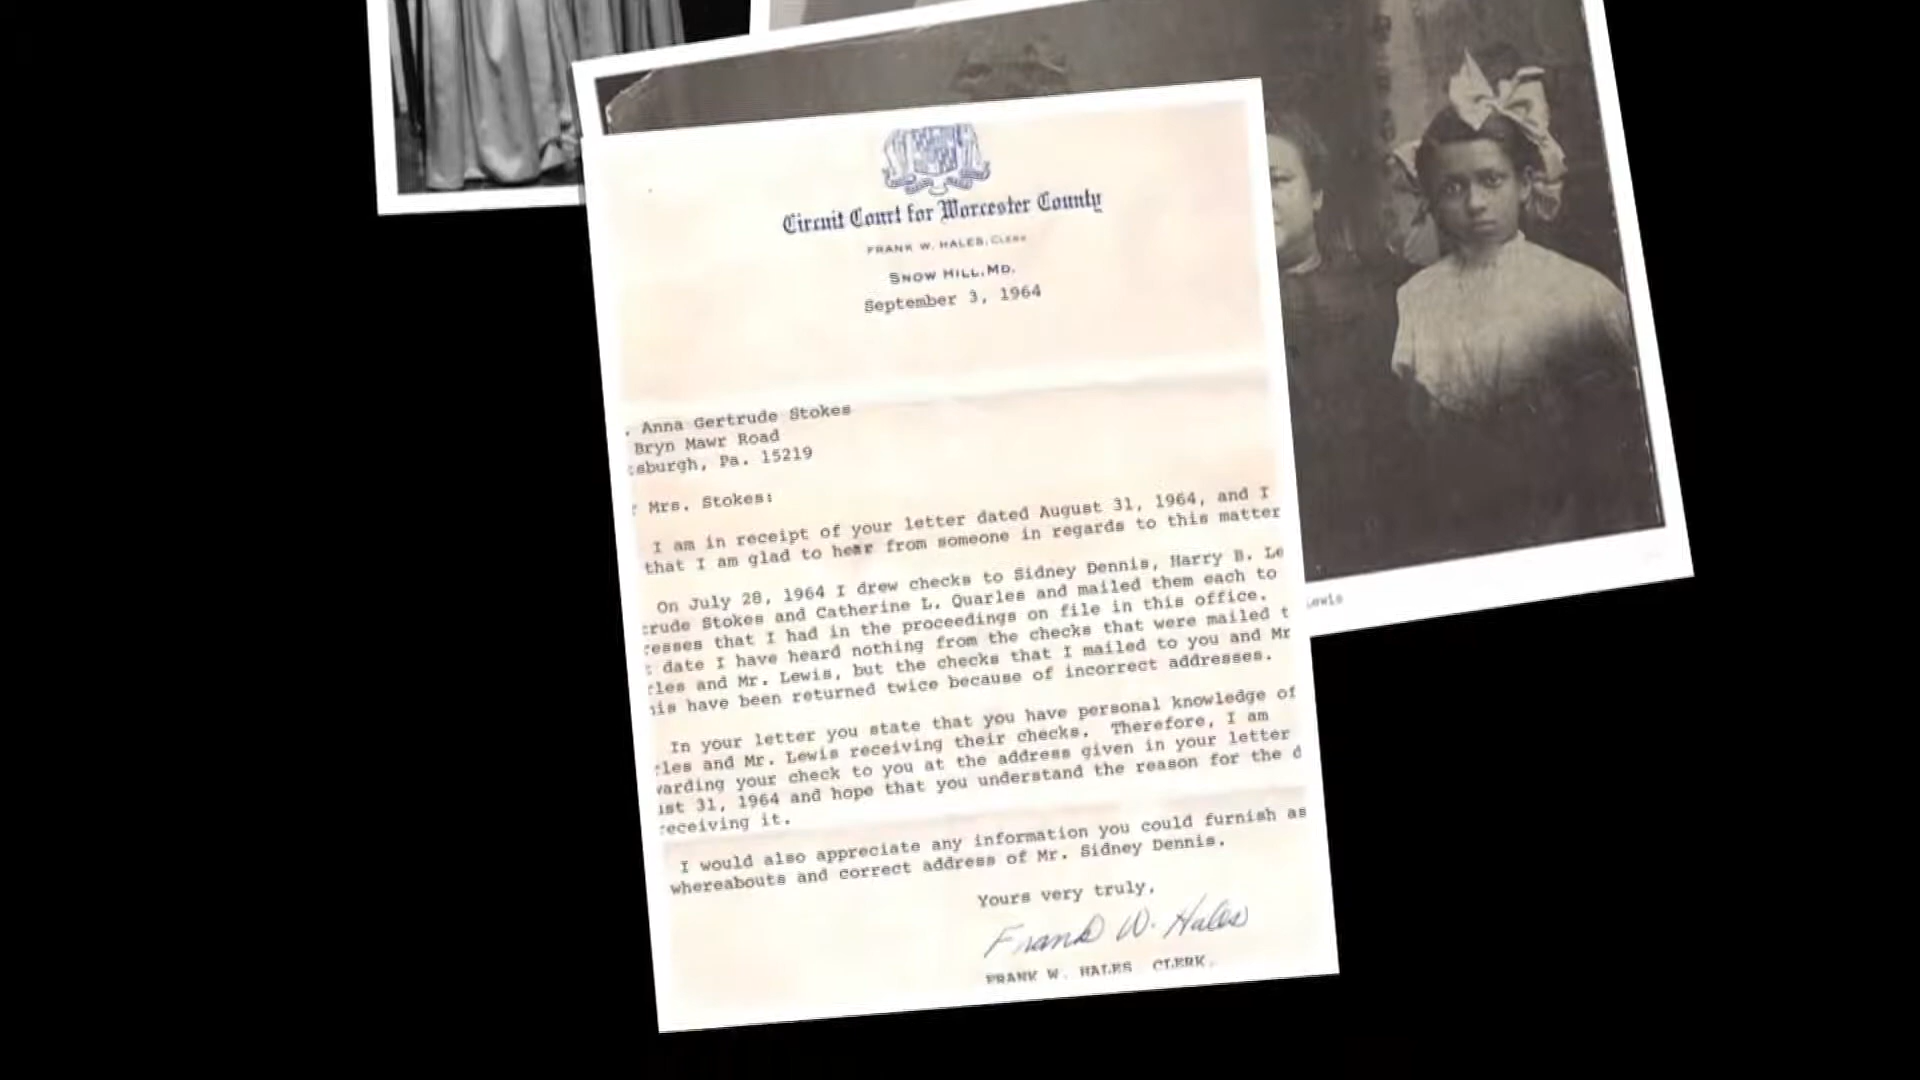 Circuit Court for Worcester County
FRANK W. HALES, Clerk
SNOW HILL, MD.
September 3, 1964
. Anna Gertrude Stokes
Bryn Mawr Road
sburgh, Pa. 15219
Mrs. Stokes:
I am in receipt of your letter dated August 31, 1964, and I
that I am glad to hear from someone in regards to this matter
On July 28, 1964 I drew checks to Sidney Dennis, Harry B. Le
rude Stokes and Catherine L. Quarles and mailed them each to
esses that I had in the proceedings on file in this office.
date I have heard nothing from the checks that were mailed t
les and Mr. Lewis, but the checks that I mailed to you and Mr
is have been returned twice because of incorrect addresses.
In your letter you state that you have personal knowledge of
les and Mr. Lewis receiving their checks. Therefore, I am
warding your check to you at the address given in your letter
ust 31, 1964 and hope that you understand the reason for the d
receiving it.
I would also appreciate any information you could furnish as
whereabouts and correct address of Mr. Sidney Dennis.
Yours very truly,
Frank W. Hales
FRANK W. HALES CLERK.
Lewis